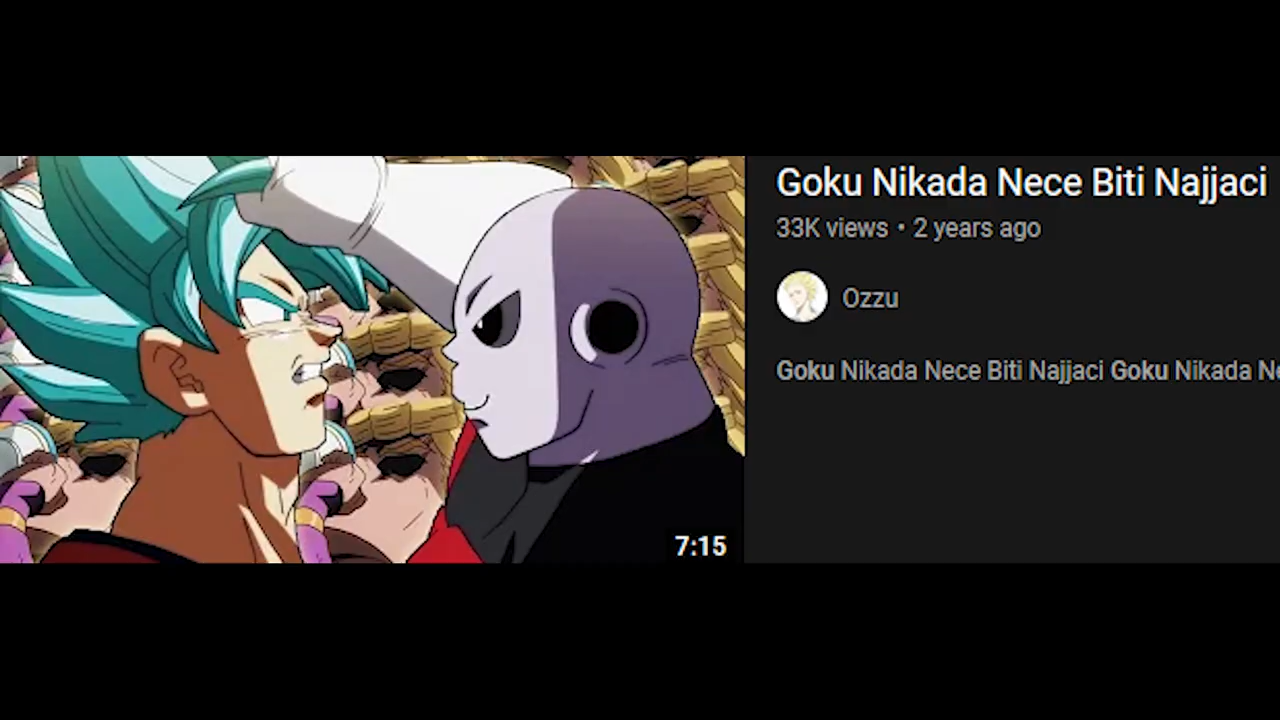 Goku Nikada Nece Biti Najjaci
33K views • 2 years ago
Ozzu
Goku Nikada Nece Biti Najjaci Goku Nikada
7:15